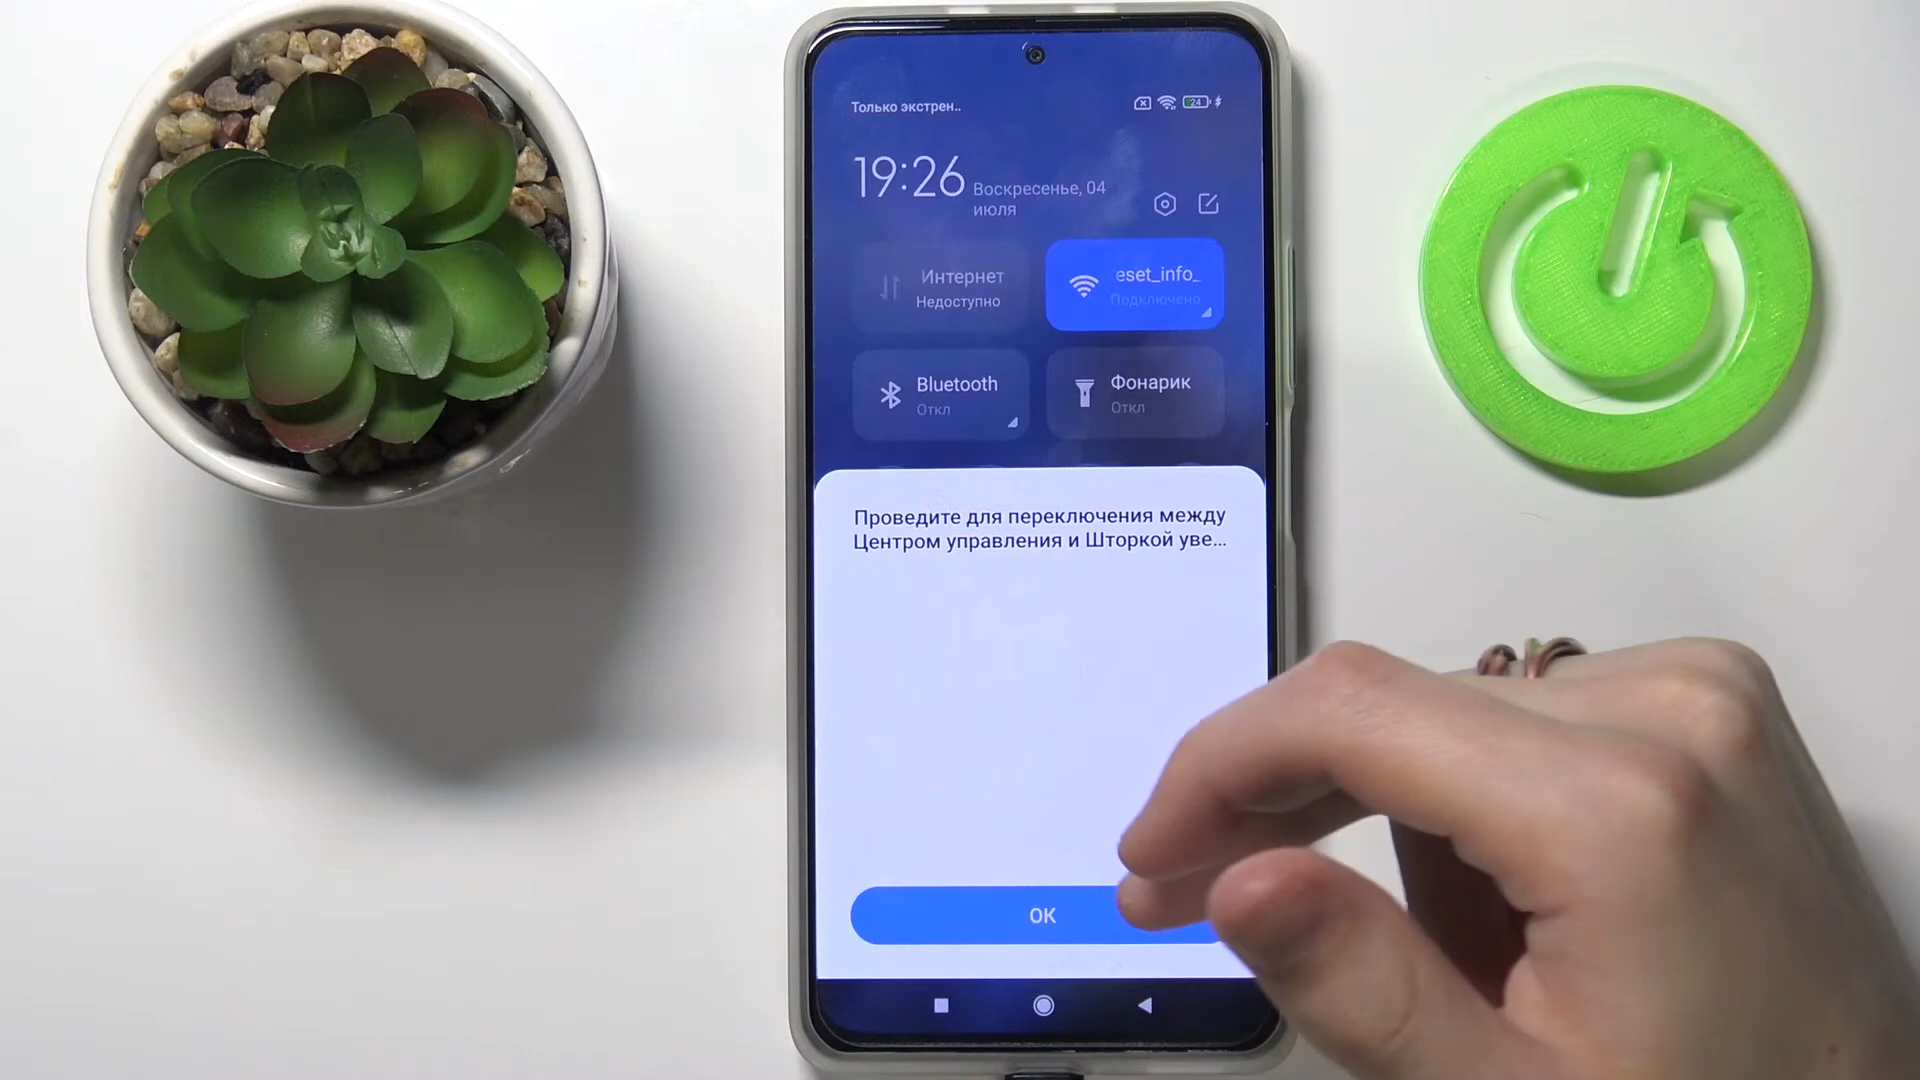 Только экстрен..
24
19:26
Воскресенье, 04
июля
Интернет
Недоступно
eset_info_
Подключено
Bluetooth
Откл
Фонарик
Откл
Проведите для переключения между
Центром управления и Шторкой уве...
OK